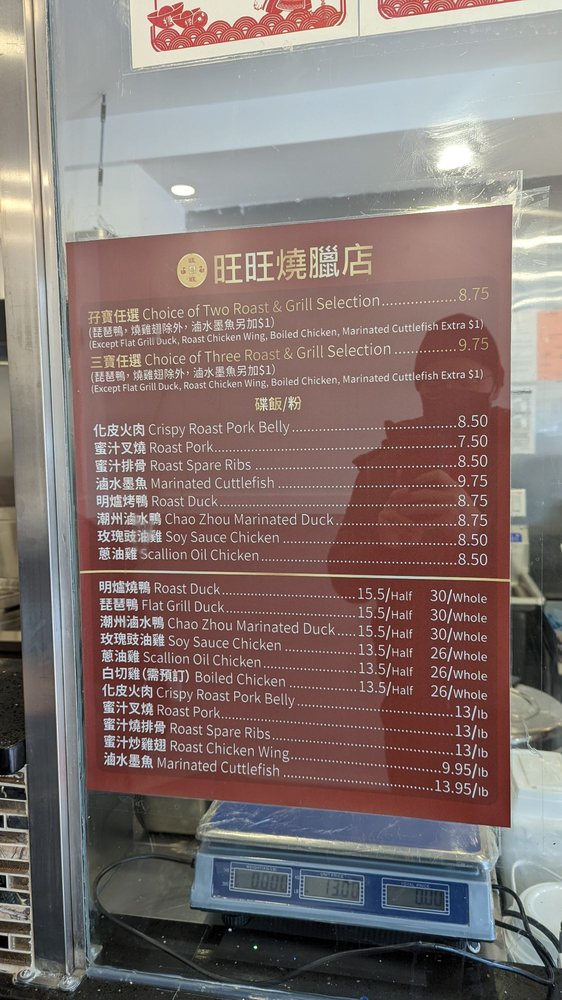 旺旺燒臘店
孖寶任選 Choice of Two Roast & Grill Selection..................8.75
(琵琶鴨，燒雞翅除外，滷水墨魚另加$1)
(Except Flat Grill Duck, Roast Chicken Wing, Boiled Chicken, Marinated Cuttlefish Extra $1)
三寶任選 Choice of Three Roast & Grill Selection...............9.75
(琵琶鴨，燒雞翅除外，滷水墨魚另加$1)
(Except Flat Grill Duck, Roast Chicken Wing, Boiled Chicken, Marinated Cuttlefish Extra $1)
碟飯/粉
化皮火肉 Crispy Roast Pork Belly........................................8.50
蜜汁叉燒 Roast Pork...........................................................7.50
蜜汁排骨 Roast Spare Ribs.................................................8.50
滷水墨魚 Marinated Cuttlefish............................................9.75
明爐烤鴨 Roast Duck..........................................................8.75
潮州滷水鴨 Chao Zhou Marinated Duck.............................8.75
玫瑰豉油雞 Soy Sauce Chicken..........................................8.50
蔥油雞 Scallion Oil Chicken................................................8.50
明爐燒鴨 Roast Duck.................................15.5/Half 30/Whole
琵琶鴨 Flat Grill Duck................................15.5/Half 30/Whole
潮州滷水鴨 Chao Zhou Marinated Duck.....15.5/Half 30/Whole
玫瑰豉油雞 Soy Sauce Chicken..................13.5/Half 26/Whole
蔥油雞 Scallion Oil Chicken........................13.5/Half 26/Whole
白切雞(需預訂) Boiled Chicken..................13.5/Half 26/Whole
化皮火肉 Crispy Roast Pork Belly........................................13/lb
蜜汁叉燒 Roast Pork...........................................................13/lb
蜜汁燒排骨 Roast Spare Ribs..............................................13/lb
蜜汁炒雞翅 Roast Chicken Wing.......................................9.95/lb
滷水墨魚 Marinated Cuttlefish..........................................13.95/lb
0.000 13.00 0.00